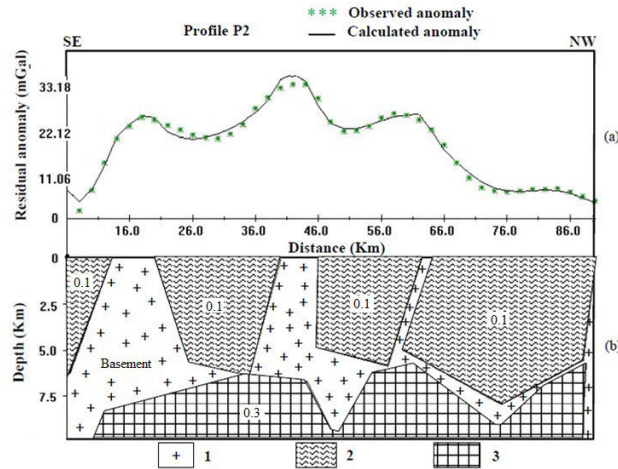 *** Observed anomaly
Profile P2 — Calculated anomaly
SE NW
Residual anomaly (mGal)
33.18
22.12
11.06
0
(a)
16.0 26.0 36.0 46.0 56.0 66.0 76.0 86.0
Distance (Km)
Depth (Km)
0
2.5
5.0
7.5
0.1
0.1
0.1
0.1
Basement
0.3
(b)
+ 1 2 3